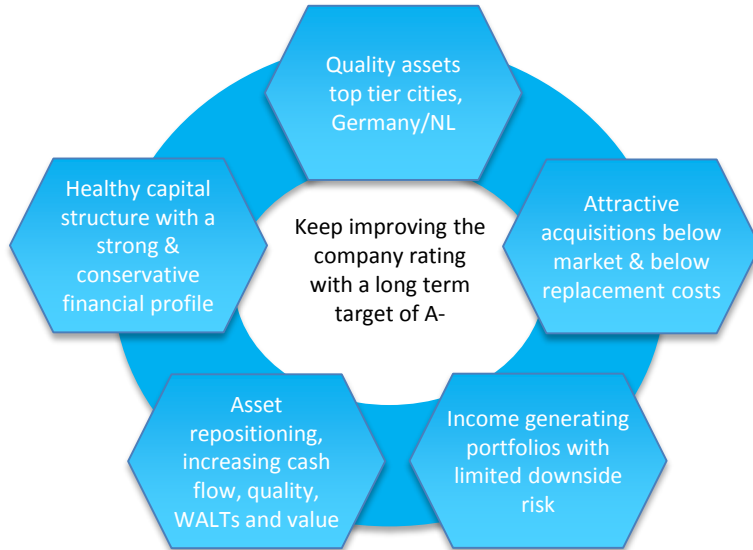 Quality assets
top tier cities,
Germany/NL
Attractive
acquisitions below
market & below
replacement costs
Income generating
portfolios with
limited downside
risk
Asset
repositioning,
increasing cash
flow, quality,
WALTs and value
Healthy capital
structure with a
strong &
conservative
financial profile
Keep improving the
company rating
with a long term
target of A-